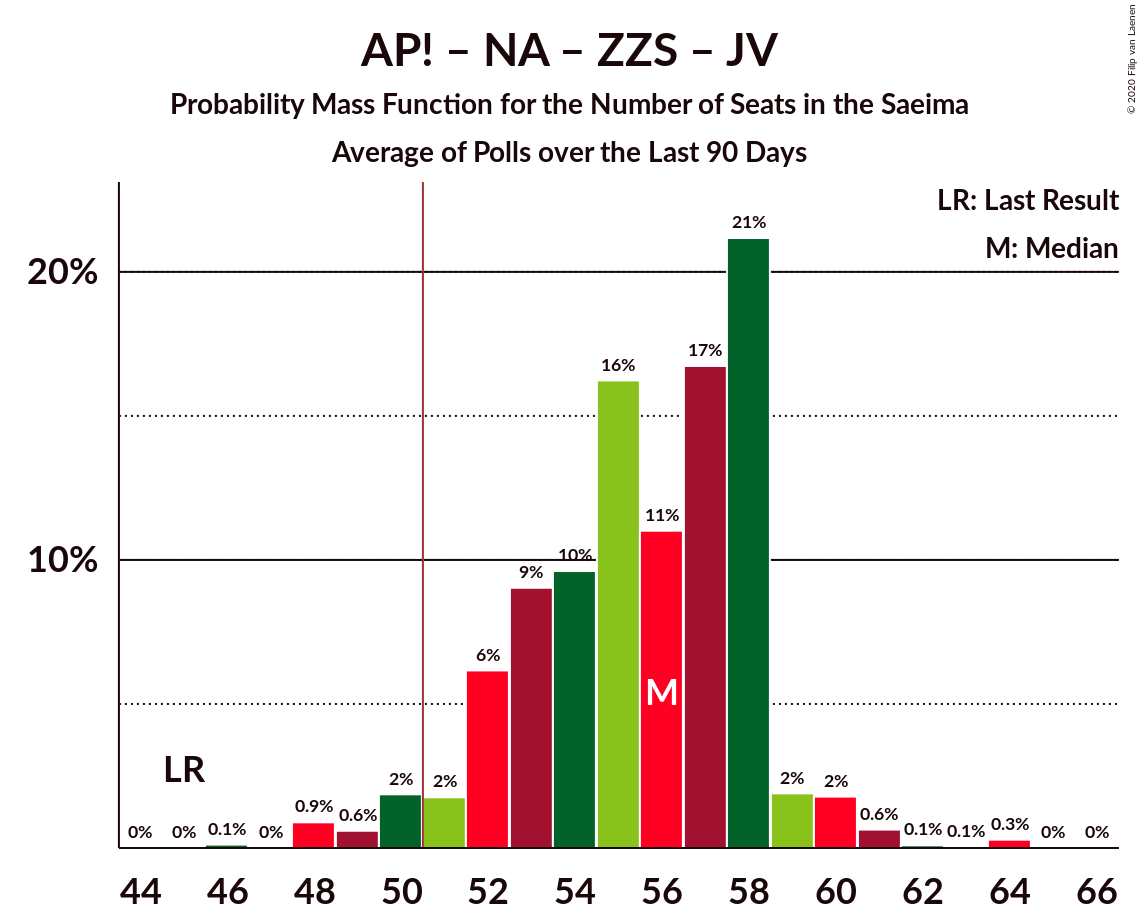 AP! – NA – ZZS – JV
Probability Mass Function for the Number of Seats in the Saeima
Average of Polls over the Last 90 Days
© 2020 Filip van Laenen
LR: Last Result
M: Median
20%
10%
0%
0%
0.1%
0%
0.9%
0.6%
2%
2%
6%
9%
10%
16%
11%
17%
21%
2%
2%
0.6%
0.1%
0.1%
0.3%
0%
0%
LR
M
44 46 48 50 52 54 56 58 60 62 64 66